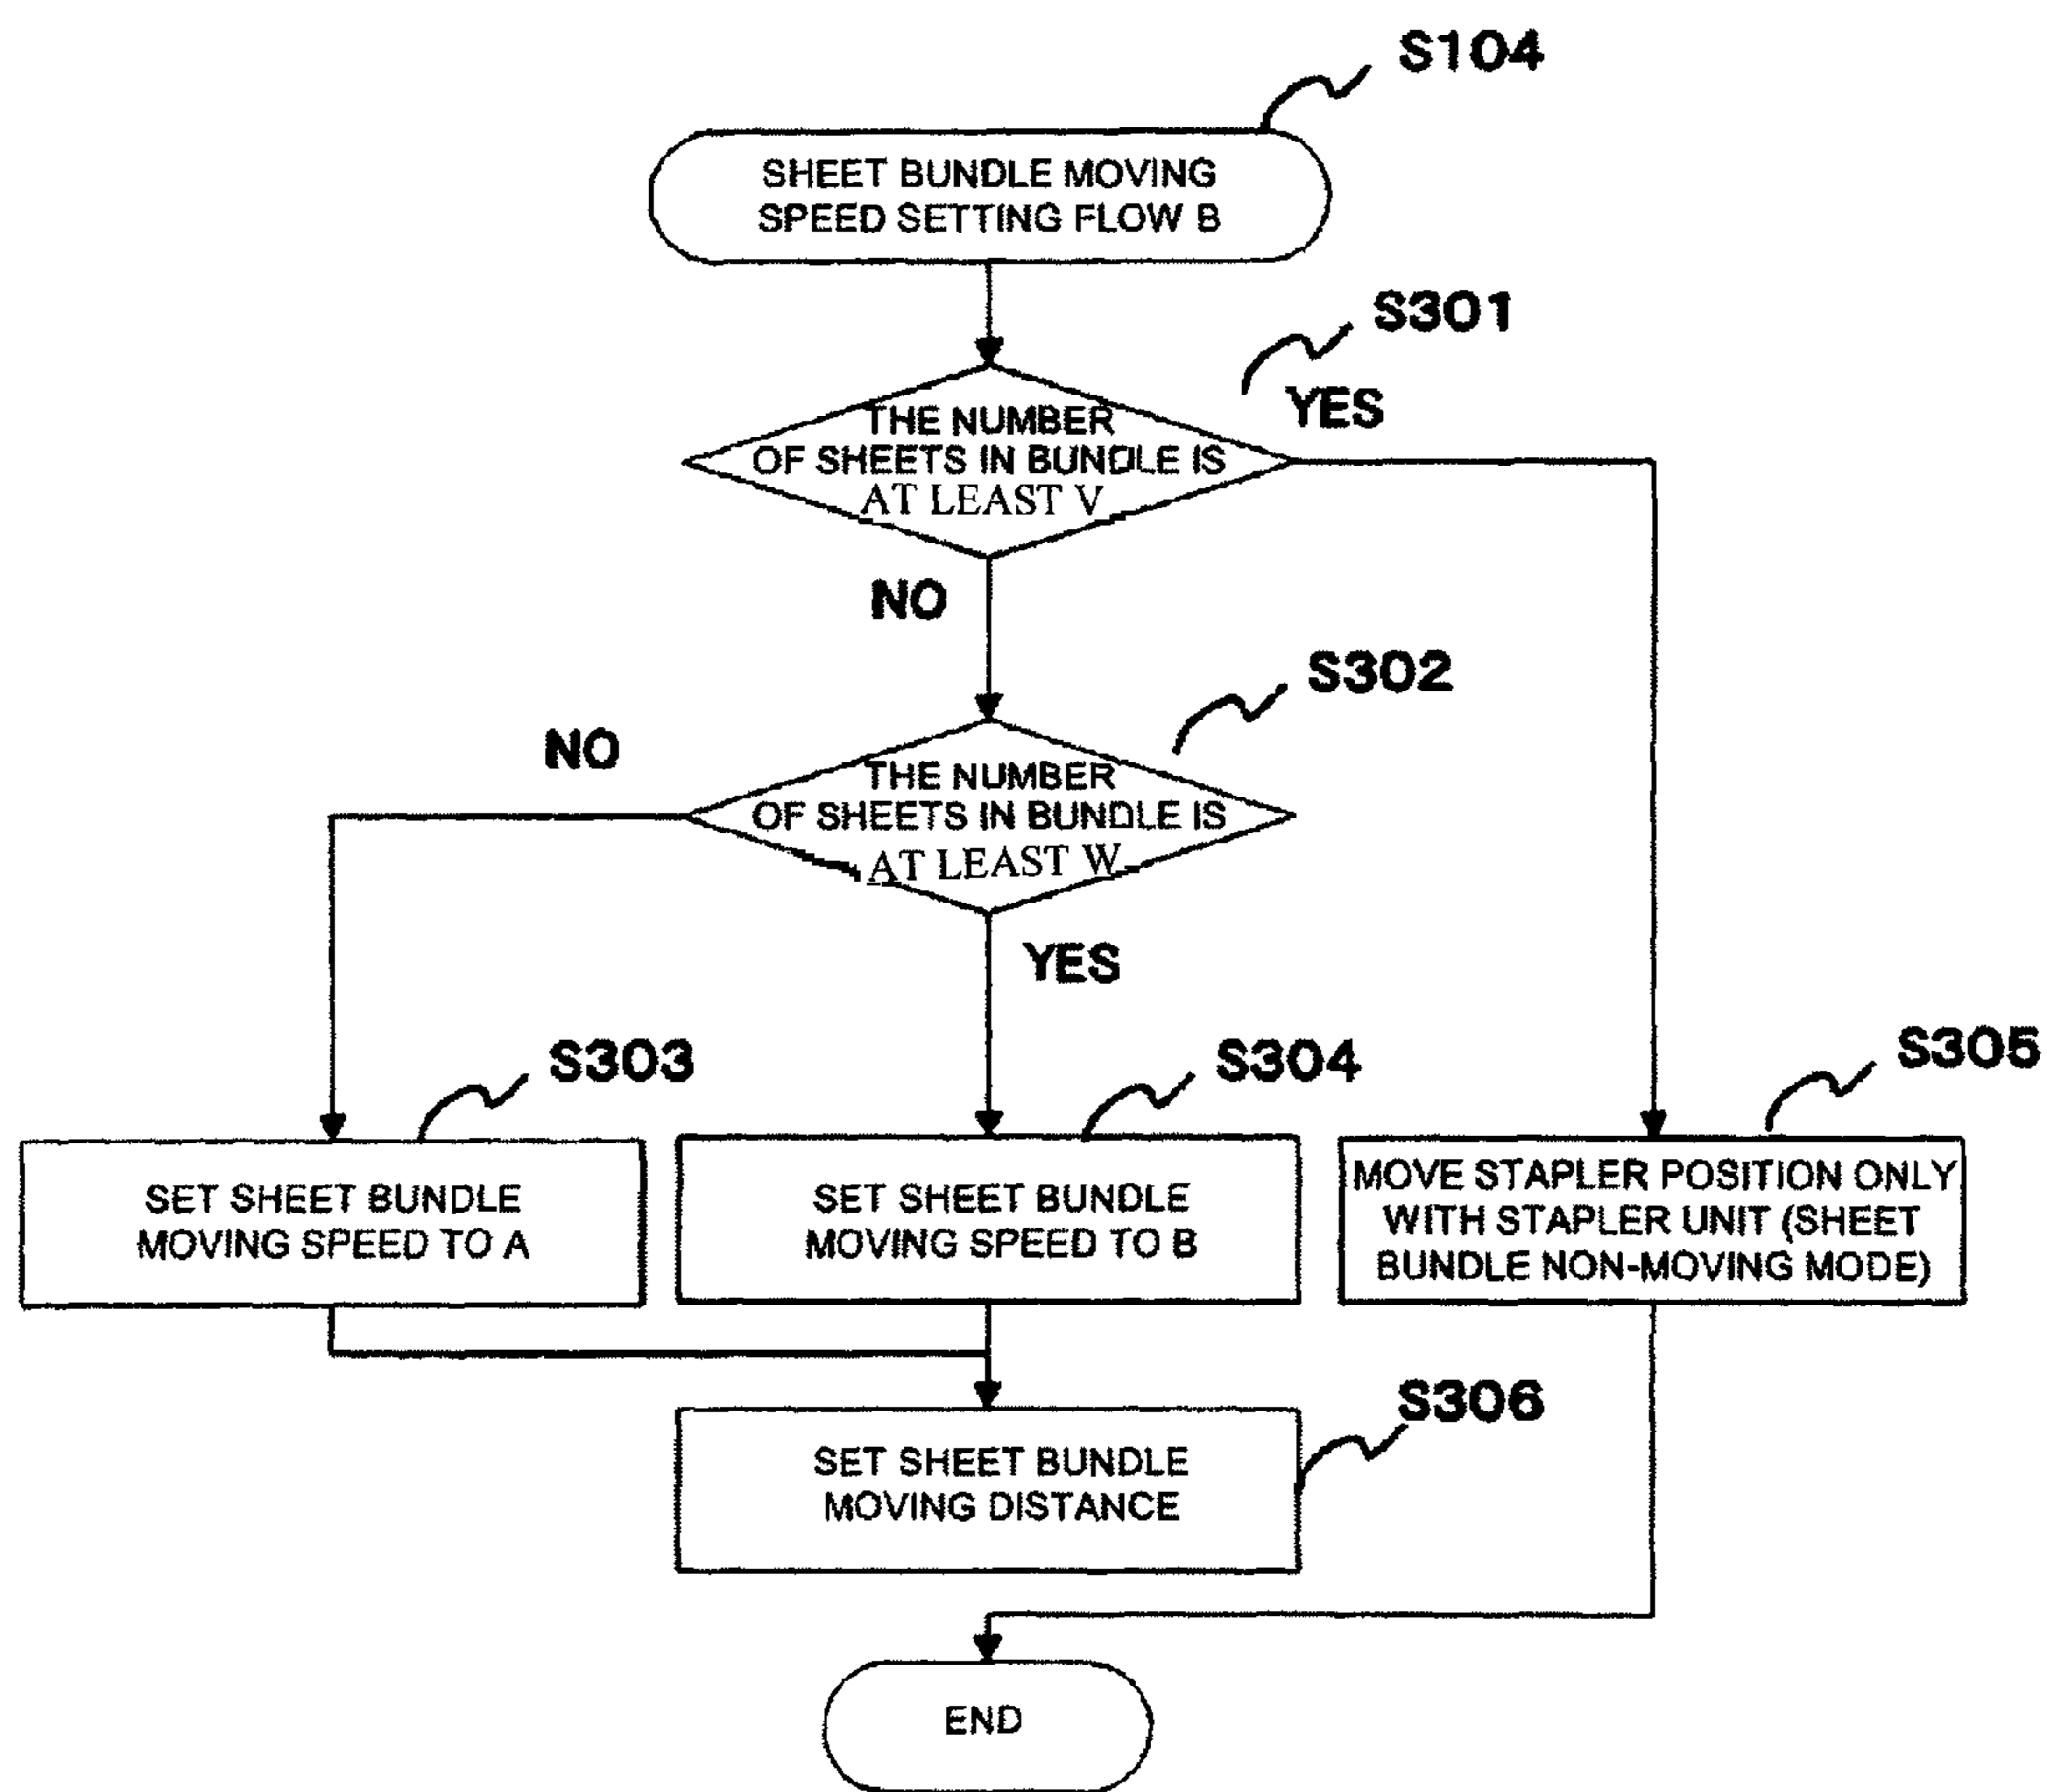 S104
SHEET BUNDLE MOVING
SPEED SETTING FLOW B
S301
YES
THE NUMBER
OF SHEETS IN BUNDLE IS
AT LEAST V
NO
S302
NO
THE NUMBER
OF SHEETS IN BUNDLE IS
AT LEAST W
YES
S303
S304
S305
SET SHEET BUNDLE
MOVING SPEED TO A
SET SHEET BUNDLE
MOVING SPEED TO B
MOVE STAPLER POSITION ONLY
WITH STAPLER UNIT (SHEET
BUNDLE NON-MOVING MODE)
S306
SET SHEET BUNDLE
MOVING DISTANCE
END